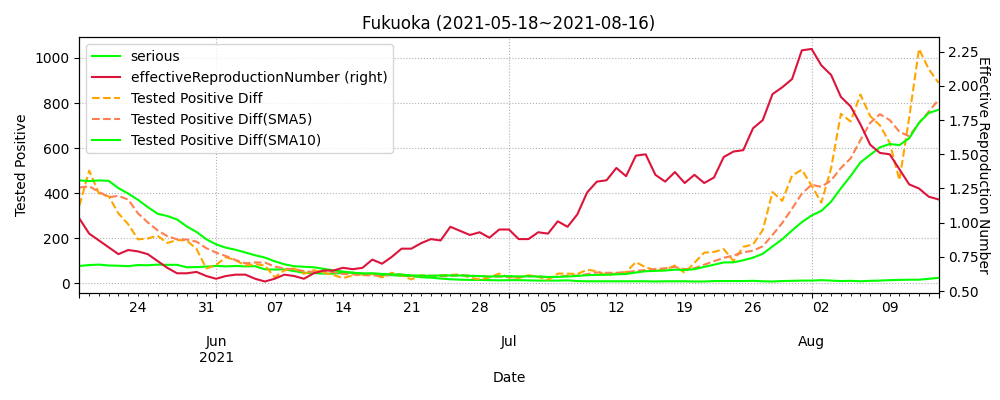 Fukuoka (2021-05-18~2021-08-16)
serious
effectiveReproductionNumber (right)
Tested Positive Diff
Tested Positive Diff(SMA5)
Tested Positive Diff(SMA10)
Tested Positive
1000
800
600
400
200
0
2.25
2.00
1.75
1.50
1.25
1.00
0.75
0.50
Effective Reproduction Number
24 31 07 14 21 28 05 12 19 26 02 09
Jun Jul Aug
2021
Date